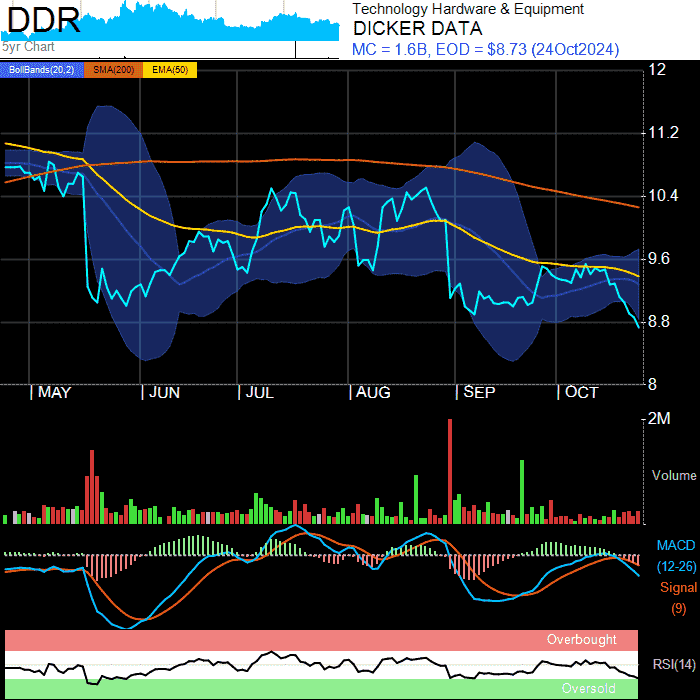 DDR
Technology Hardware & Equipment
DICKER DATA
5yr Chart
MC = 1.6B, EOD = $8.73 (24Oct2024)
BollBands(20,2) SMA(200) EMA(50)
12
11.2
10.4
9.6
8.8
8
MAY JUN JUL AUG SEP OCT
2M
Volume
MACD
(12-26)
Signal
(9)
Overbought
RSI(14)
Oversold